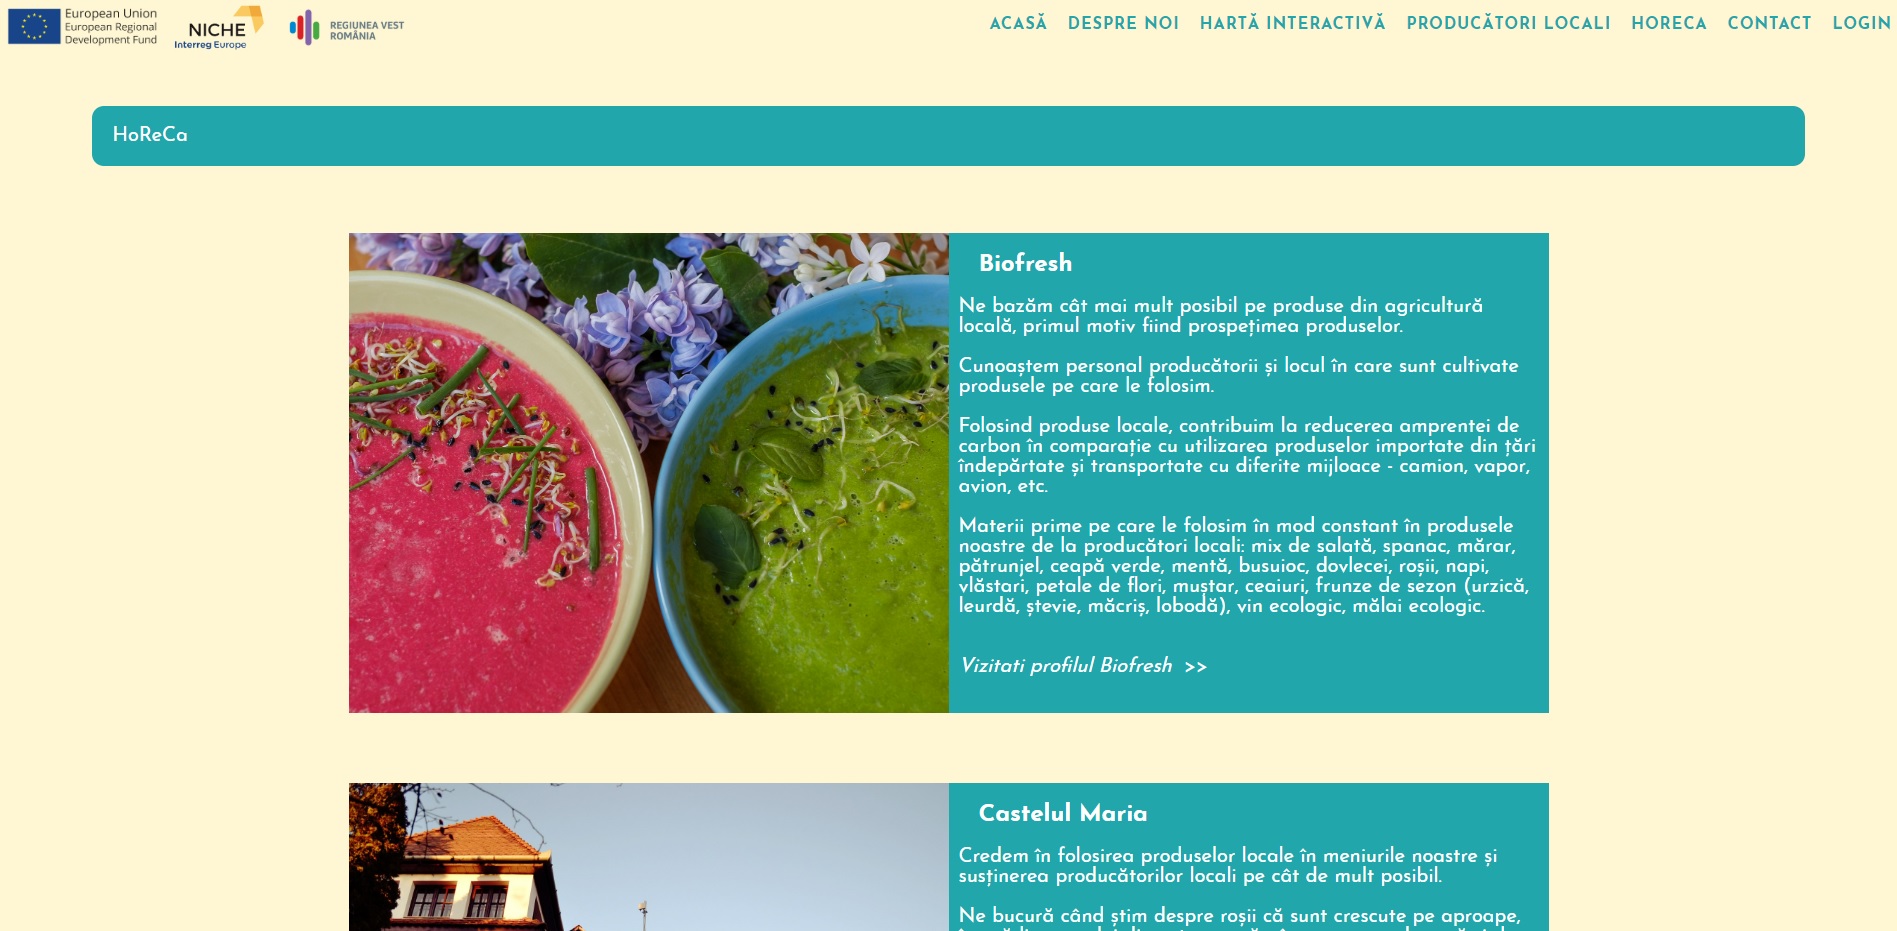 European Union
European Regional
Development Fund
NICHE
Interreg Europe
REGIUNEA VEST
ROMÂNIA
ACASĂ DESPRE NOI HARTĂ INTERACTIVĂ PRODUCĂTORI LOCALI HORECA CONTACT LOGIN
HoReCa
Biofresh
Ne bazăm cât mai mult posibil pe produse din agricultură
locală, primul motiv fiind prospețimea produselor.
Cunoaștem personal producătorii și locul în care sunt cultivate
produsele pe care le folosim.
Folosind produse locale, contribuim la reducerea amprentei de
carbon în comparație cu utilizarea produselor importate din țări
îndepărtate și transportate cu diferite mijloace - camion, vapor,
avion, etc.
Materii prime pe care le folosim în mod constant în produsele
noastre de la producători locali: mix de salată, spanac, mărar,
pătrunjel, ceapă verde, mentă, busuioc, dovlecei, roșii, napi,
vlăstari, petale de flori, muștar, ceaiuri, frunze de sezon (urzică,
leurdă, ștevie, măcriș, lobodă), vin ecologic, mălai ecologic.
Vizitati profilul Biofresh >>
Castelul Maria
Credem în folosirea produselor locale în meniurile noastre și
susținerea producătorilor locali pe cât de mult posibil.
Ne bucură când știm despre roșii că sunt crescute pe aproape,